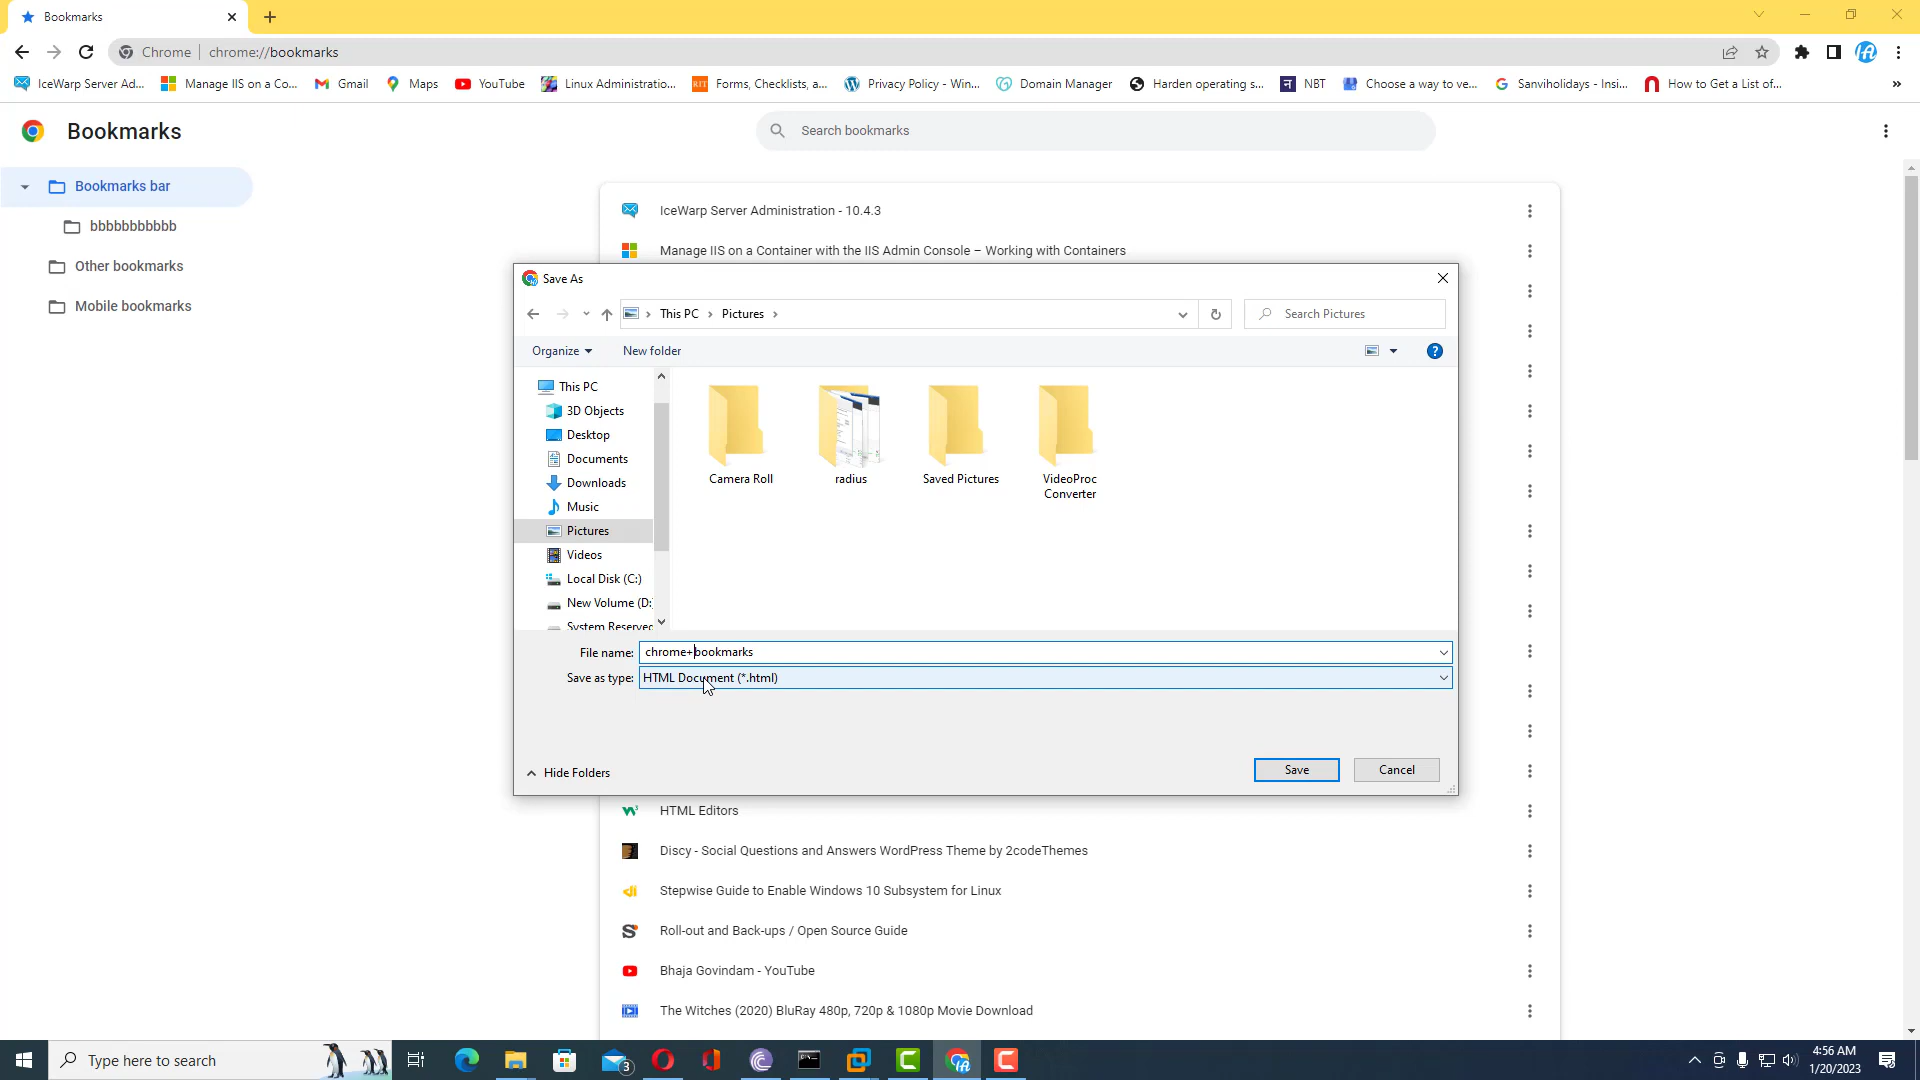 Bookmarks
Chrome
chrome://bookmarks
IceWarp Server Ad...
Manage IIS on a Co...
Gmail
Maps
YouTube
Linux Administratio...
Forms, Checklists, a...
Privacy Policy - Win...
Domain Manager
Harden operating s...
NBT
Choose a way to ve...
Sanviholidays - Insi...
How to Get a List of...
Bookmarks
Search bookmarks
Bookmarks bar
bbbbbbbbbbb
Other bookmarks
Mobile bookmarks
IceWarp Server Administration - 10.4.3
Manage IIS on a Container with the IIS Admin Console – Working with Containers
Save As
This PC
Pictures
Search Pictures
Organize
New folder
This PC
3D Objects
Desktop
Documents
Downloads
Music
Pictures
Videos
Local Disk (C:)
New Volume (D:
System Reserved
Camera Roll
radius
Saved Pictures
VideoProc
Converter
File name:
chrome+bookmarks
Save as type:
HTML Document (*.html)
Hide Folders
Save
Cancel
HTML Editors
Discy - Social Questions and Answers WordPress Theme by 2codeThemes
Stepwise Guide to Enable Windows 10 Subsystem for Linux
Roll-out and Back-ups / Open Source Guide
Bhaja Govindam - YouTube
The Witches (2020) BluRay 480p, 720p & 1080p Movie Download
Type here to search
3
4:56 AM
1/20/2023